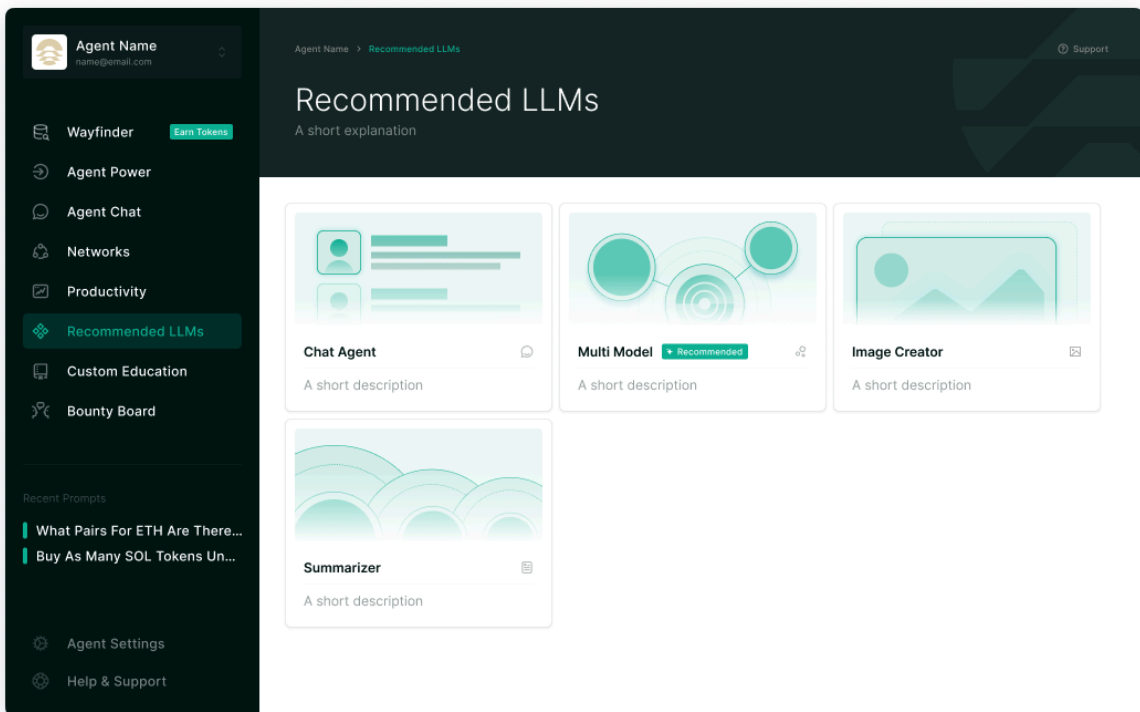 Agent Name
name@email.com
Wayfinder
Earn Tokens
Agent Power
Agent Chat
Networks
Productivity
Recommended LLMs
Custom Education
Bounty Board
Recent Prompts
What Pairs For ETH Are There...
Buy As Many SOL Tokens Un...
Agent Settings
Help & Support
Agent Name > Recommended LLMs
Support
Recommended LLMs
A short explanation
Chat Agent
A short description
Multi Model
Recommended
A short description
Image Creator
A short description
Summarizer
A short description